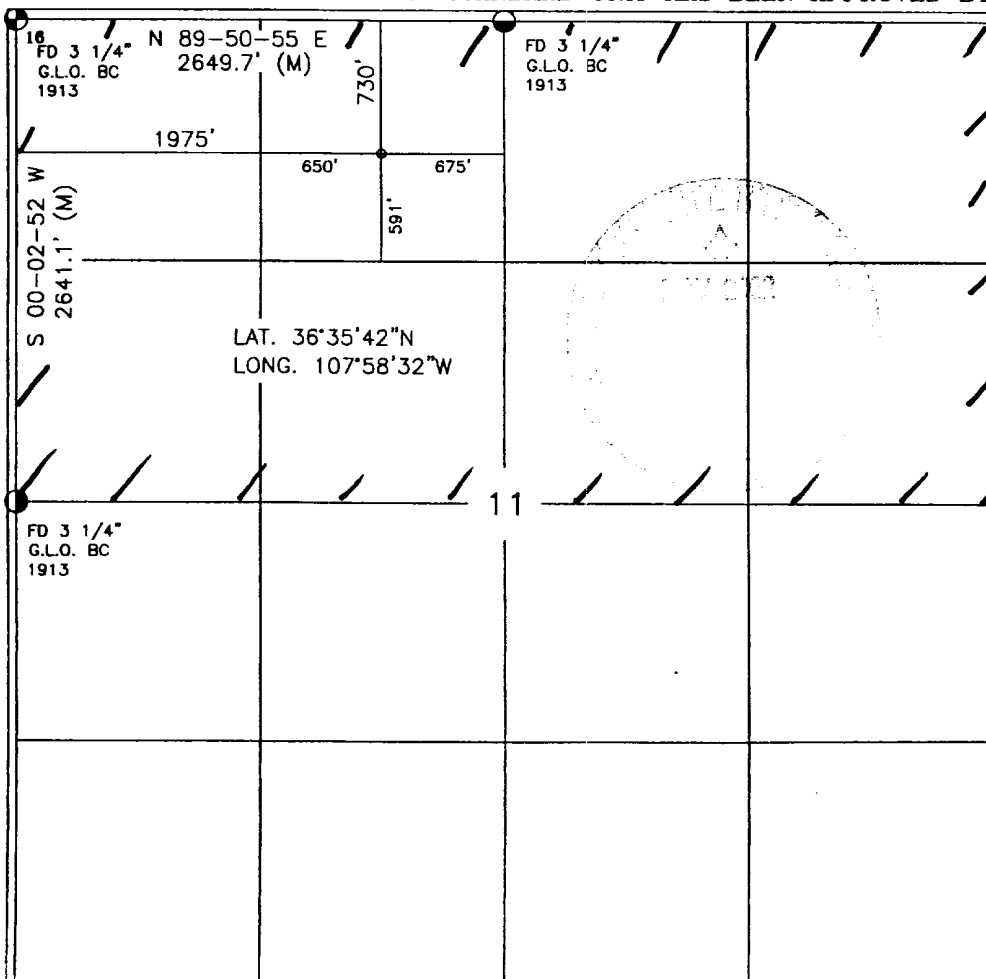 16
FD 3 1/4"
G.L.O. BC
1913
N 89-50-55 E
2649.7' (M)
730'
FD 3 1/4"
G.L.O. BC
1913
1975'
650'
675'
591'
S 00-02-52 W
2641.1' (M)
LAT. 36°35'42"N
LONG. 107°58'32"W
11
FD 3 1/4"
G.L.O. BC
1913